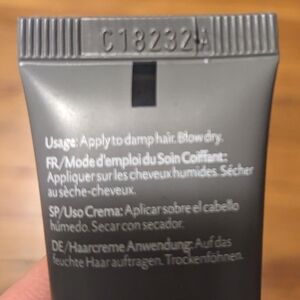 C18232A
Usage: Apply to damp hair. Blow dry.
FR/Mode d'emploi du Soin Coiffant:
Appliquer sur les cheveux humides. Sécher
au sèche-cheveux.
SP/Uso Crema: Aplicar sobre el cabello
húmedo. Secar con secador.
DE/Haarcreme Anwendung: Auf das
feuchte Haar auftragen. Trockenföhnen.